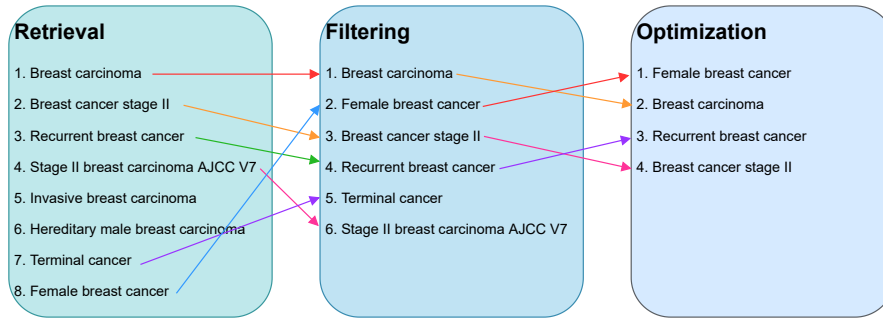 Retrieval
1. Breast carcinoma
2. Breast cancer stage II
3. Recurrent breast cancer
4. Stage II breast carcinoma AJCC V7
5. Invasive breast carcinoma
6. Hereditary male breast carcinoma
7. Terminal cancer
8. Female breast cancer
Filtering
1. Breast carcinoma
2. Female breast cancer
3. Breast cancer stage II
4. Recurrent breast cancer
5. Terminal cancer
6. Stage II breast carcinoma AJCC V7
Optimization
1. Female breast cancer
2. Breast carcinoma
3. Recurrent breast cancer
4. Breast cancer stage II